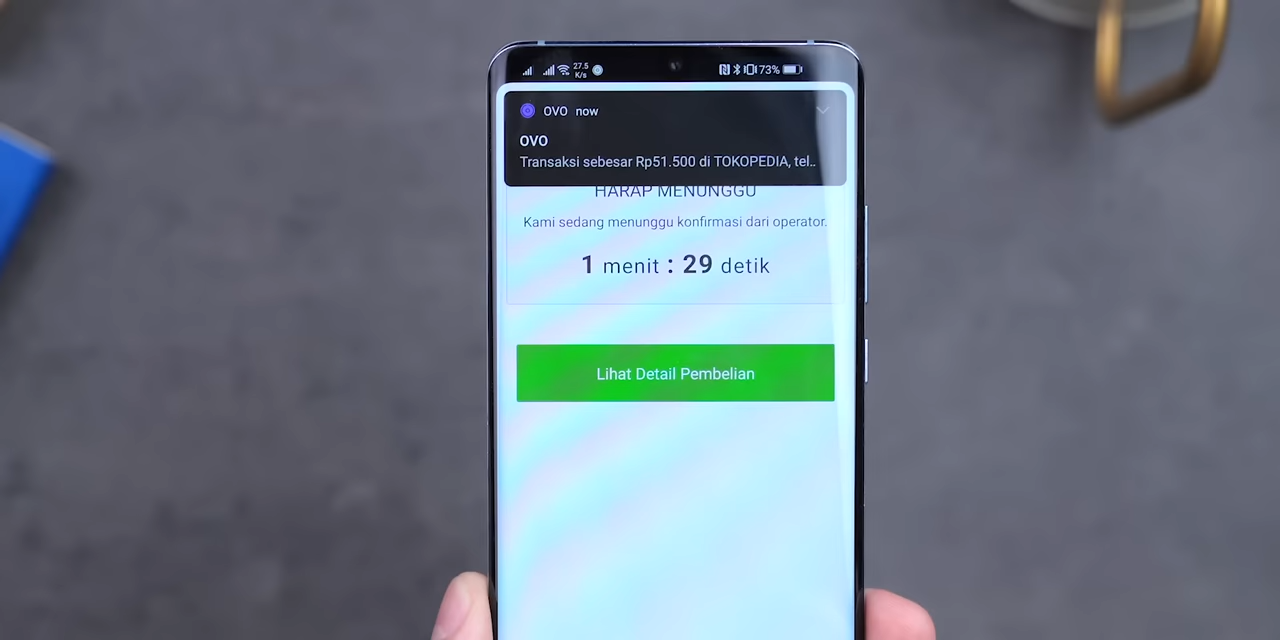 27.5
K/s
73%
OVO now
OVO
Transaksi sebesar Rp51.500 di TOKOPEDIA, tel..
HARAP MENUNGGU
Kami sedang menunggu konfirmasi dari operator.
1 menit : 29 detik
Lihat Detail Pembelian